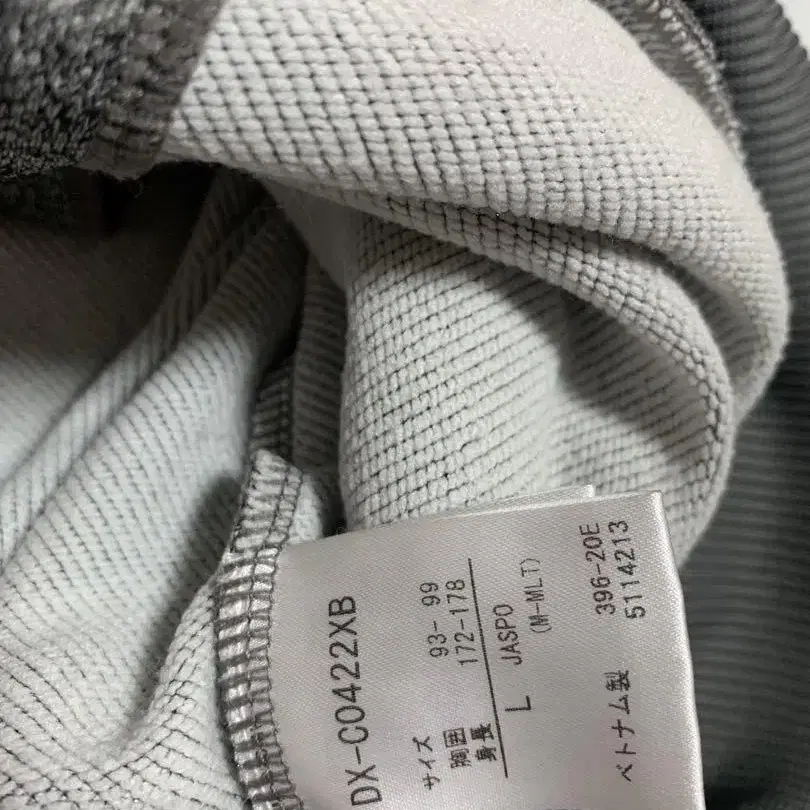 DX-C0422XB
サイズ
胸囲 93- 99
身長 172-178
L JASPO
(M-MLT)
ベトナム製 396-20E
5114213